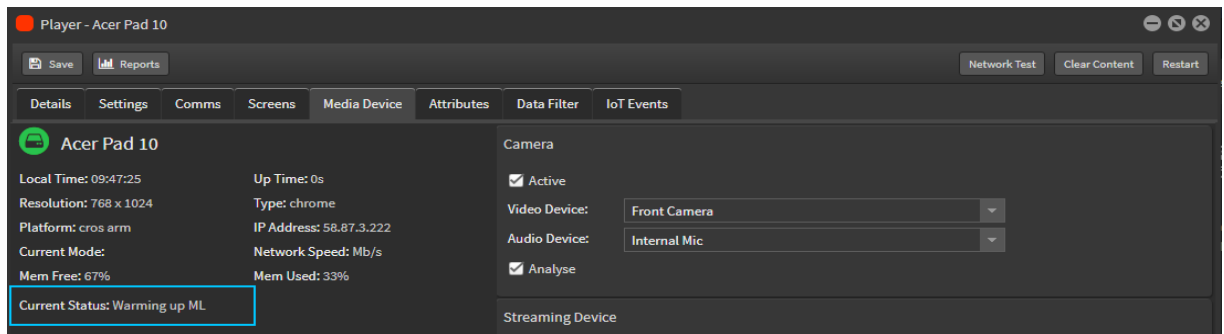 Player - Acer Pad 10
Save Reports Network Test Clear Content Restart
Details Settings Comms Screens Media Device Attributes Data Filter IoT Events
Acer Pad 10
Local Time: 09:47:25 Up Time: 0s
Resolution: 768 x 1024 Type: chrome
Platform: cros arm IP Address: 58.87.3.222
Current Mode: Network Speed: Mb/s
Mem Free: 67% Mem Used: 33%
Current Status: Warming up ML
Camera
Active
Video Device: Front Camera
Audio Device: Internal Mic
Analyse
Streaming Device